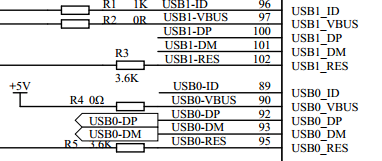 R1 1K USB1-ID 96 USB1_ID
R2 0R USB1-VBUS 97 USB1_VBUS
USB1-DP 100 USB1_DP
R3 USB1-DM 101 USB1_DM
3.6K USB1-RES 102 USB1_RES
+5V USB0-ID 89 USB0_ID
R4 0Ω USB0-VBUS 90 USB0_VBUS
USB0-DP USB0-DP 92 USB0_DP
USB0-DM USB0-DM 93 USB0_DM
R5 3.6K USB0-RES 95 USB0_RES